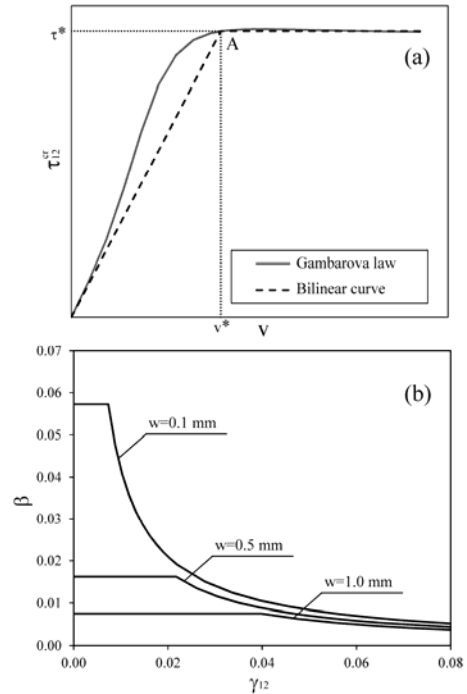 τ*
A
(a)
τ₁₂ᶜʳ
Gambarova law
Bilinear curve
v*
v
0.07
(b)
0.06
w=0.1 mm
0.05
0.04
β
0.03
w=0.5 mm
0.02
w=1.0 mm
0.01
0.00
0.00 0.02 0.04 0.06 0.08
γ₁₂